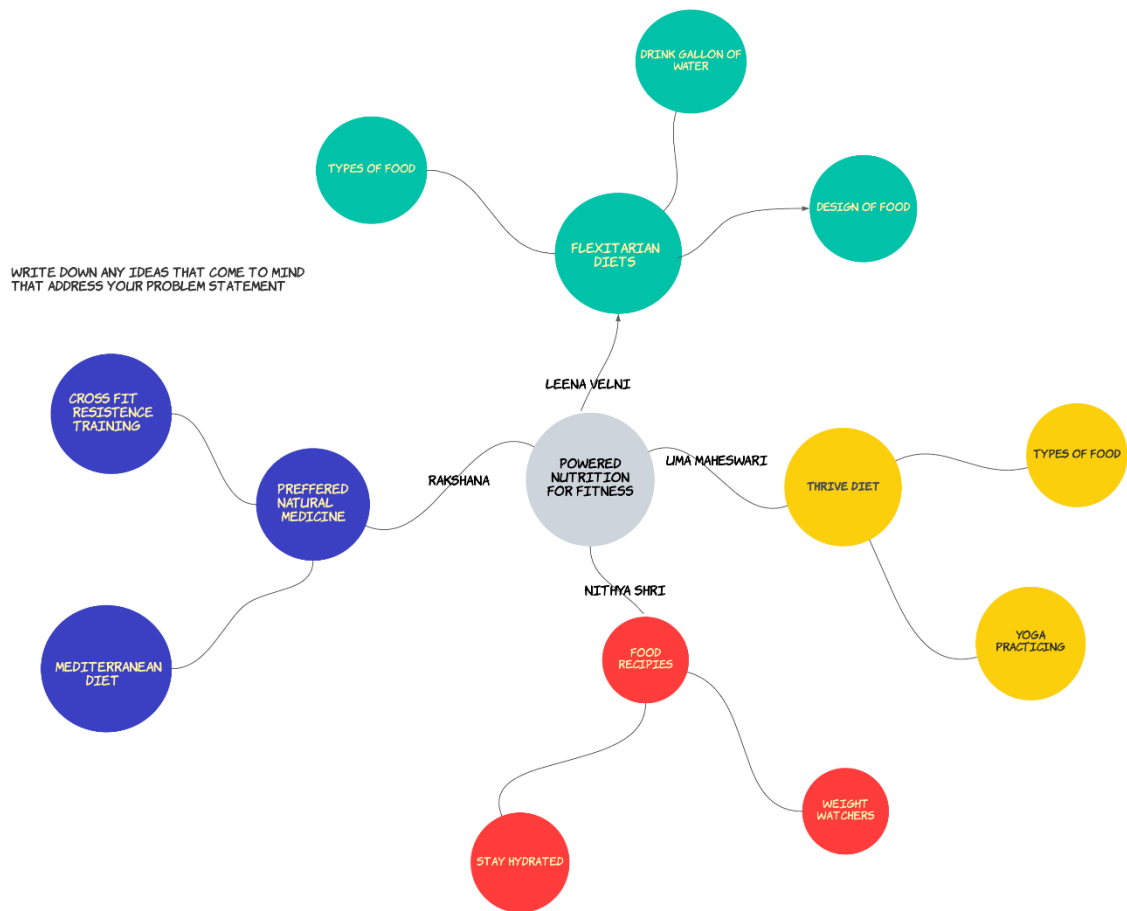 DRINK GALLON OF
WATER
TYPES OF FOOD
DESIGN OF FOOD
FLEXITARIAN
DIETS
WRITE DOWN ANY IDEAS THAT COME TO MIND
THAT ADDRESS YOUR PROBLEM STATEMENT
LEENA VELNI
CROSS FIT
RESISTENCE
TRAINING
PREFFERED
NATURAL
MEDICINE
RAKSHANA
POWERED
NUTRITION
FOR FITNESS
UMA MAHESWARI
THRIVE DIET
TYPES OF FOOD
NITHYA SHRI
MEDITERRANEAN
DIET
FOOD
RECIPIES
YOGA
PRACTICING
STAY HYDRATED
WEIGHT
WATCHERS